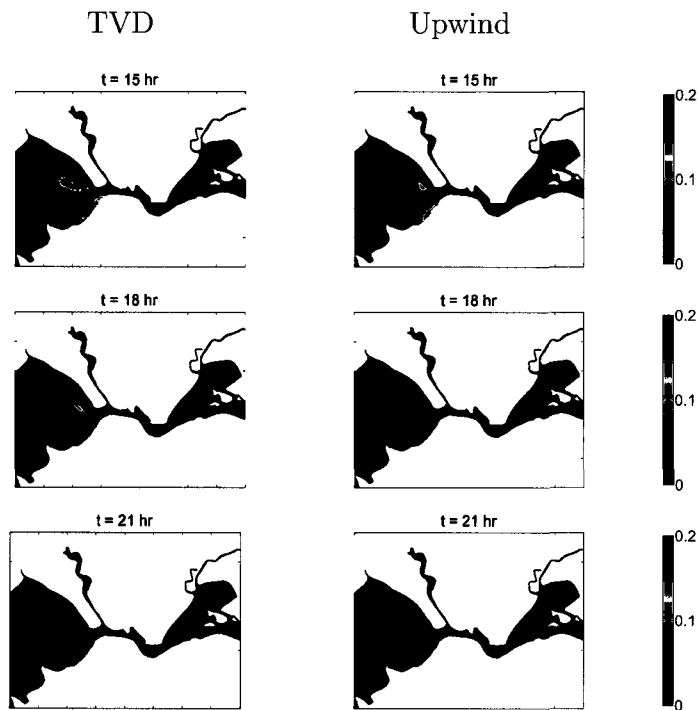 TVD Upwind
t = 15 hr t = 15 hr
0.2
0.1
0
t = 18 hr t = 18 hr
0.2
0.1
0
t = 21 hr t = 21 hr
0.2
0.1
0